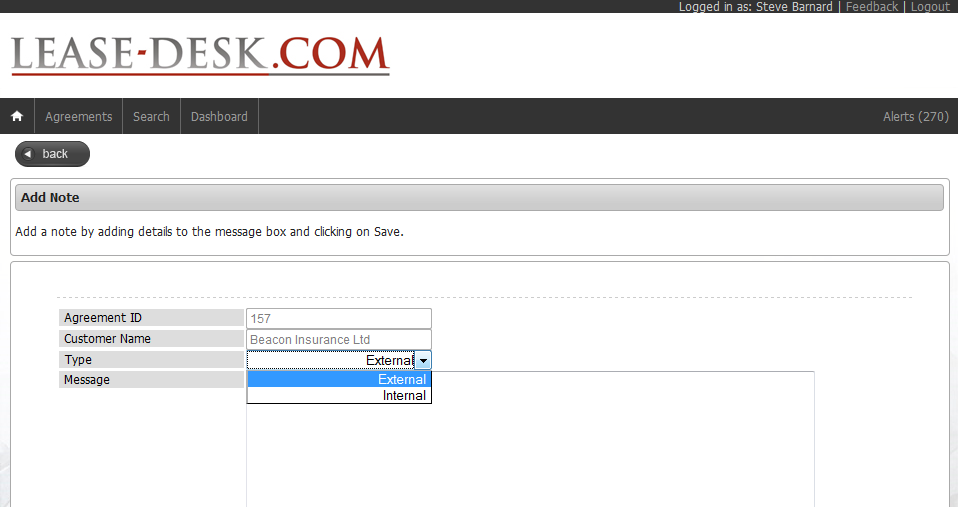 Logged in as: Steve Barnard | Feedback | Logout
LEASE-DESK.COM
Agreements Search Dashboard Alerts (270)
back
Add Note
Add a note by adding details to the message box and clicking on Save.
Agreement ID 157
Customer Name Beacon Insurance Ltd
Type External
Message External
Internal